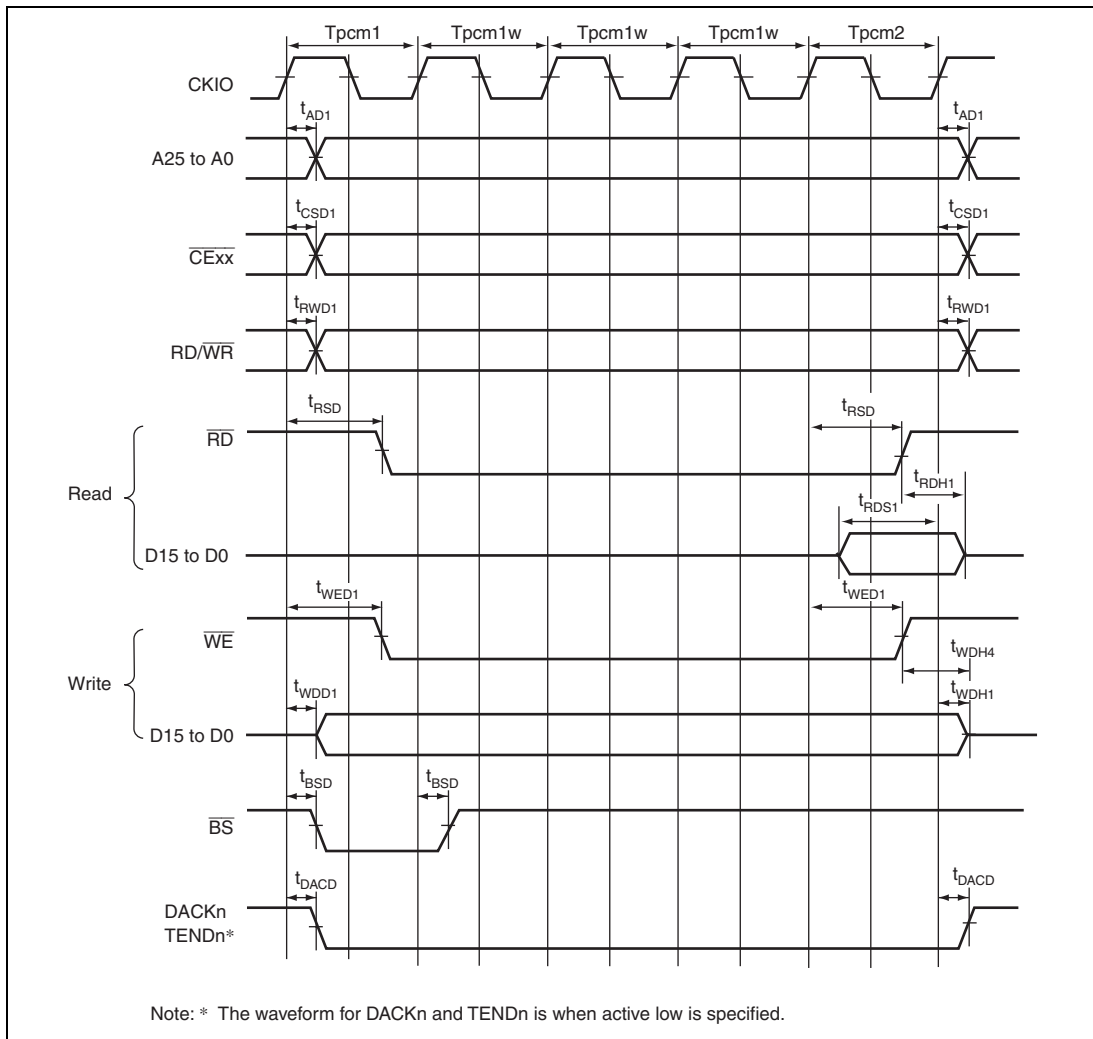 Tpcm1 Tpcm1w Tpcm1w Tpcm1w Tpcm2
CKIO
tAD1 tAD1
A25 to A0
tCSD1 tCSD1
CExx
tRWD1 tRWD1
RD/WR
tRSD tRSD
RD
tRDH1
Read
tRDS1
D15 to D0
tWED1 tWED1
WE
tWDH4
Write
tWDD1 tWDH1
D15 to D0
tBSD tBSD
BS
tDACD tDACD
DACKn
TENDn*
Note: * The waveform for DACKn and TENDn is when active low is specified.